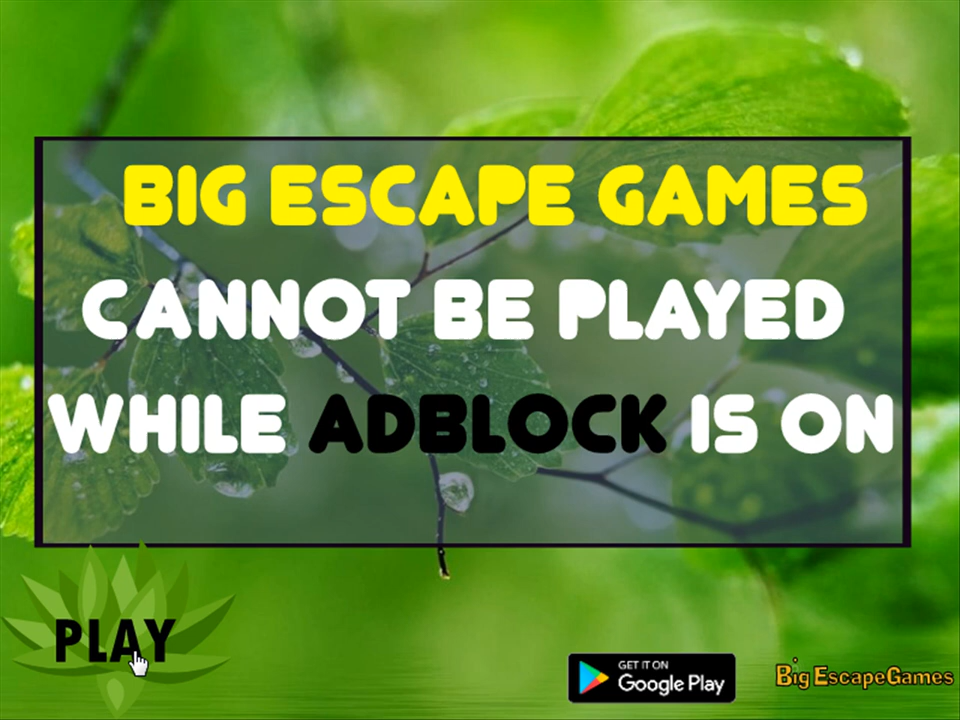 BIG ESCAPE GAMES
CANNOT BE PLAYED
WHILE ADBLOCK IS ON
PLAY
GET IT ON
Google Play
BigEscapeGames